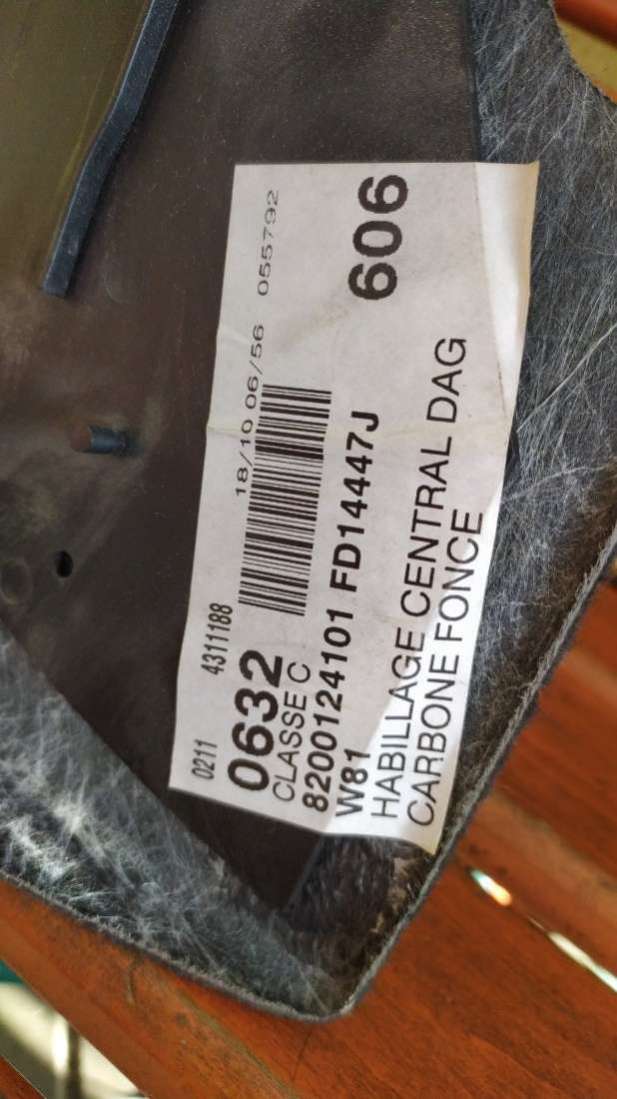 18/10 06/56 055792
0211 4311188
0632 606
CLASSE C
8200124101 FD14447J
W81
HABILLAGE CENTRAL DAG
CARBONE FONCE